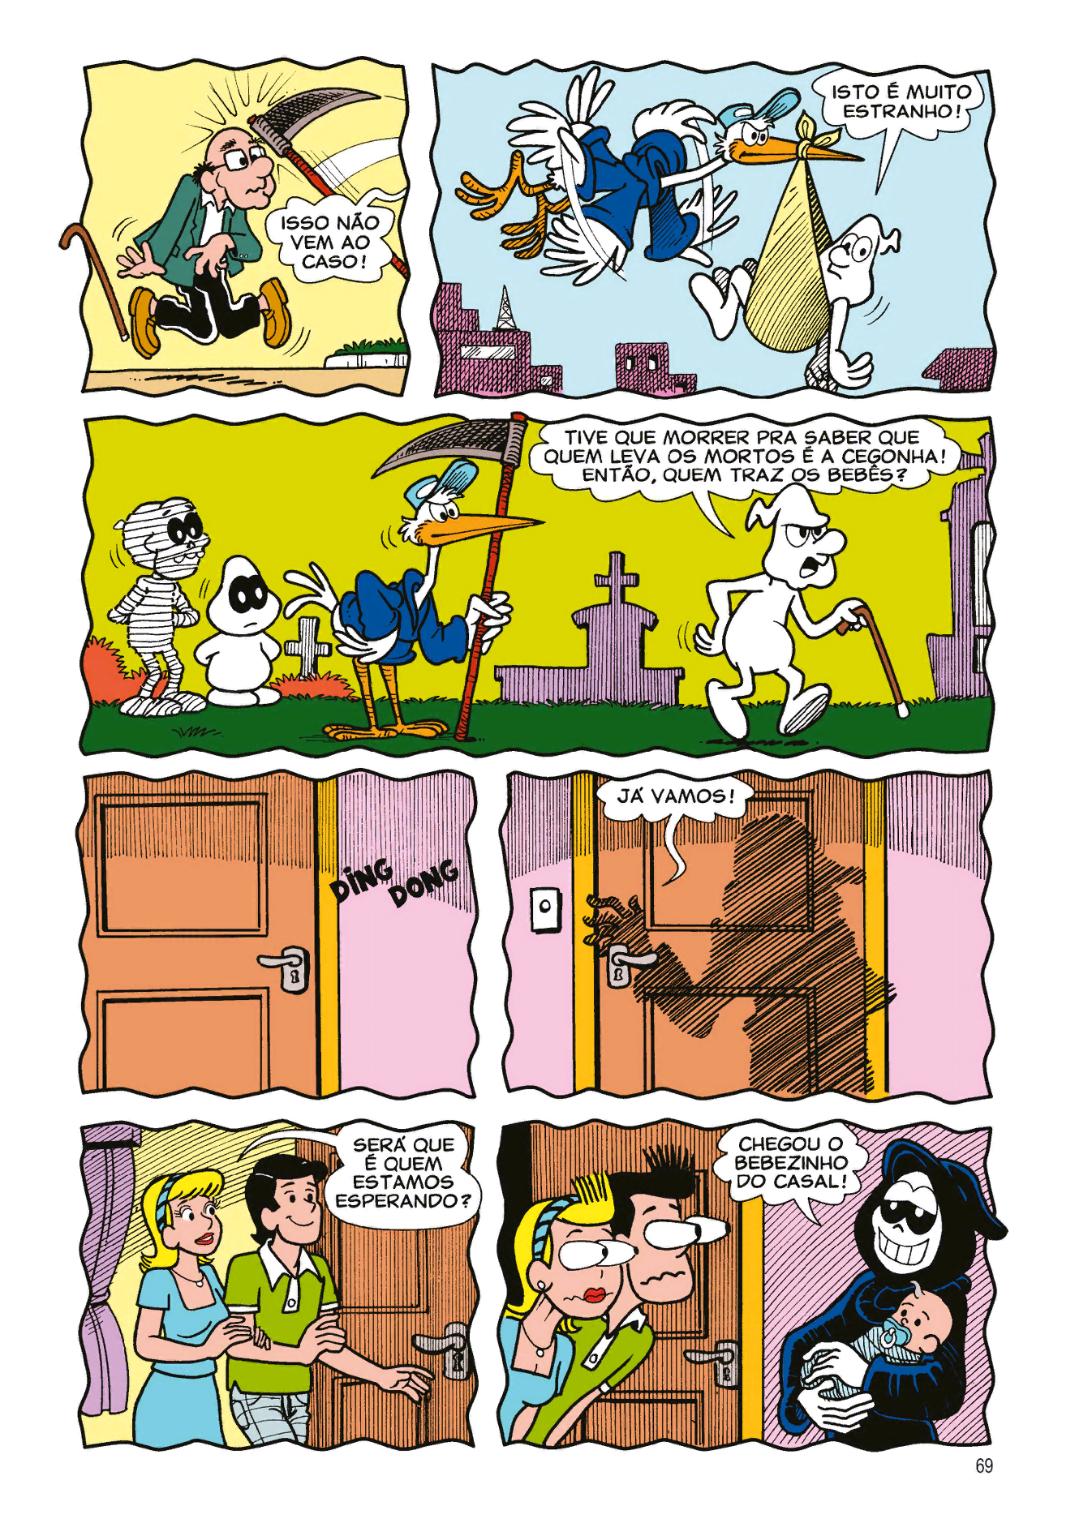 ISSO NÃO
VEM AO
CASO!
ISTO É MUITO
ESTRANHO!
TIVE QUE MORRER PRA SABER QUE
QUEM LEVA OS MORTOS É A CEGONHA!
ENTÃO, QUEM TRAZ OS BEBÊS?
DING
DONG
JÁ VAMOS!
SERÁ QUE
É QUEM
ESTAMOS
ESPERANDO?
CHEGOU O
BEBEZINHO
DO CASAL!
69